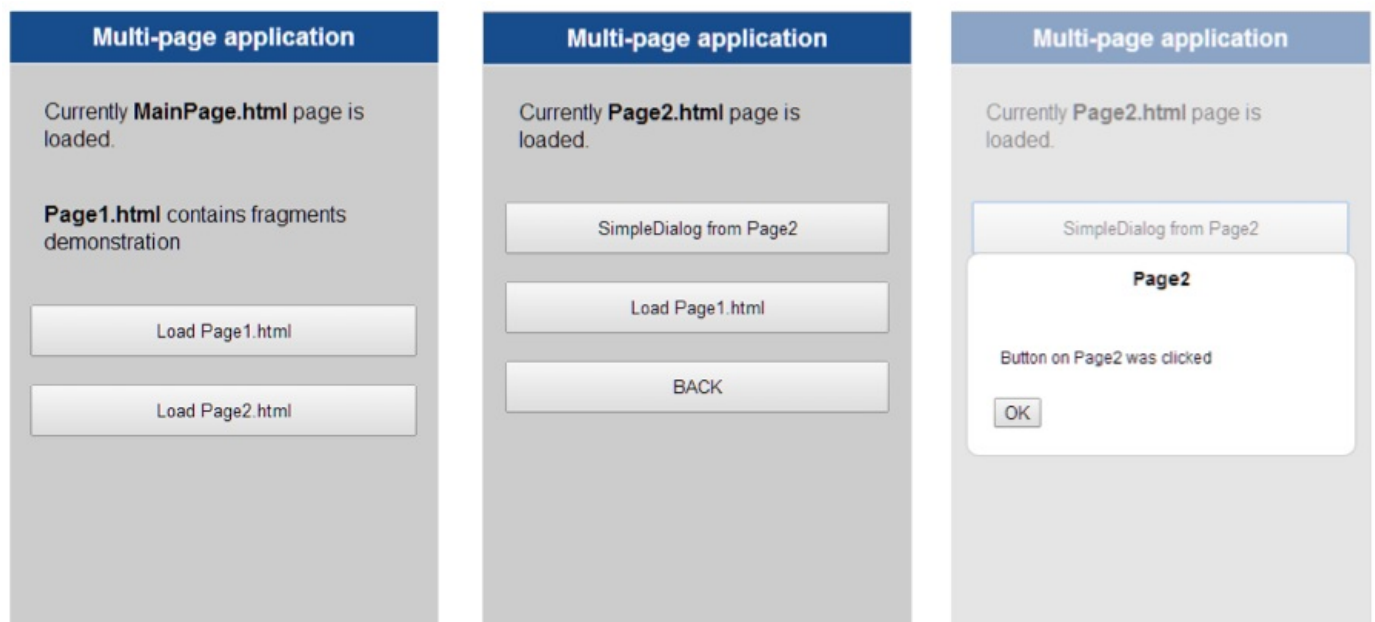 Multi-page application
Currently MainPage.html page is
loaded.
Page1.html contains fragments
demonstration
Load Page1.html
Load Page2.html
Multi-page application
Currently Page2.html page is
loaded.
SimpleDialog from Page2
Load Page1.html
BACK
Multi-page application
Currently Page2.html page is
loaded.
SimpleDialog from Page2
Page2
Button on Page2 was clicked
OK